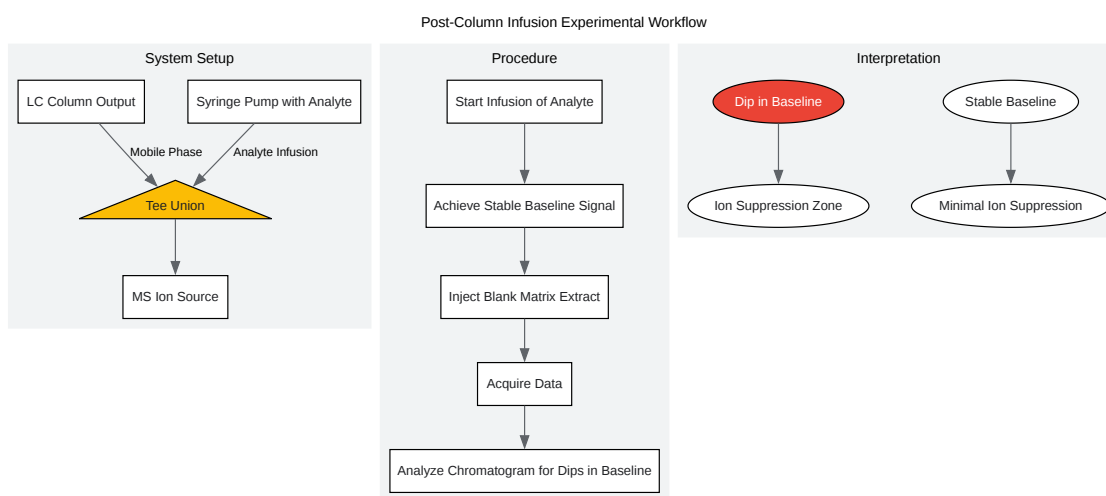 Post-Column Infusion Experimental Workflow
System Setup
LC Column Output
Syringe Pump with Analyte
Mobile Phase
Analyte Infusion
Tee Union
MS Ion Source
Procedure
Start Infusion of Analyte
Achieve Stable Baseline Signal
Inject Blank Matrix Extract
Acquire Data
Analyze Chromatogram for Dips in Baseline
Interpretation
Dip in Baseline
Stable Baseline
Ion Suppression Zone
Minimal Ion Suppression